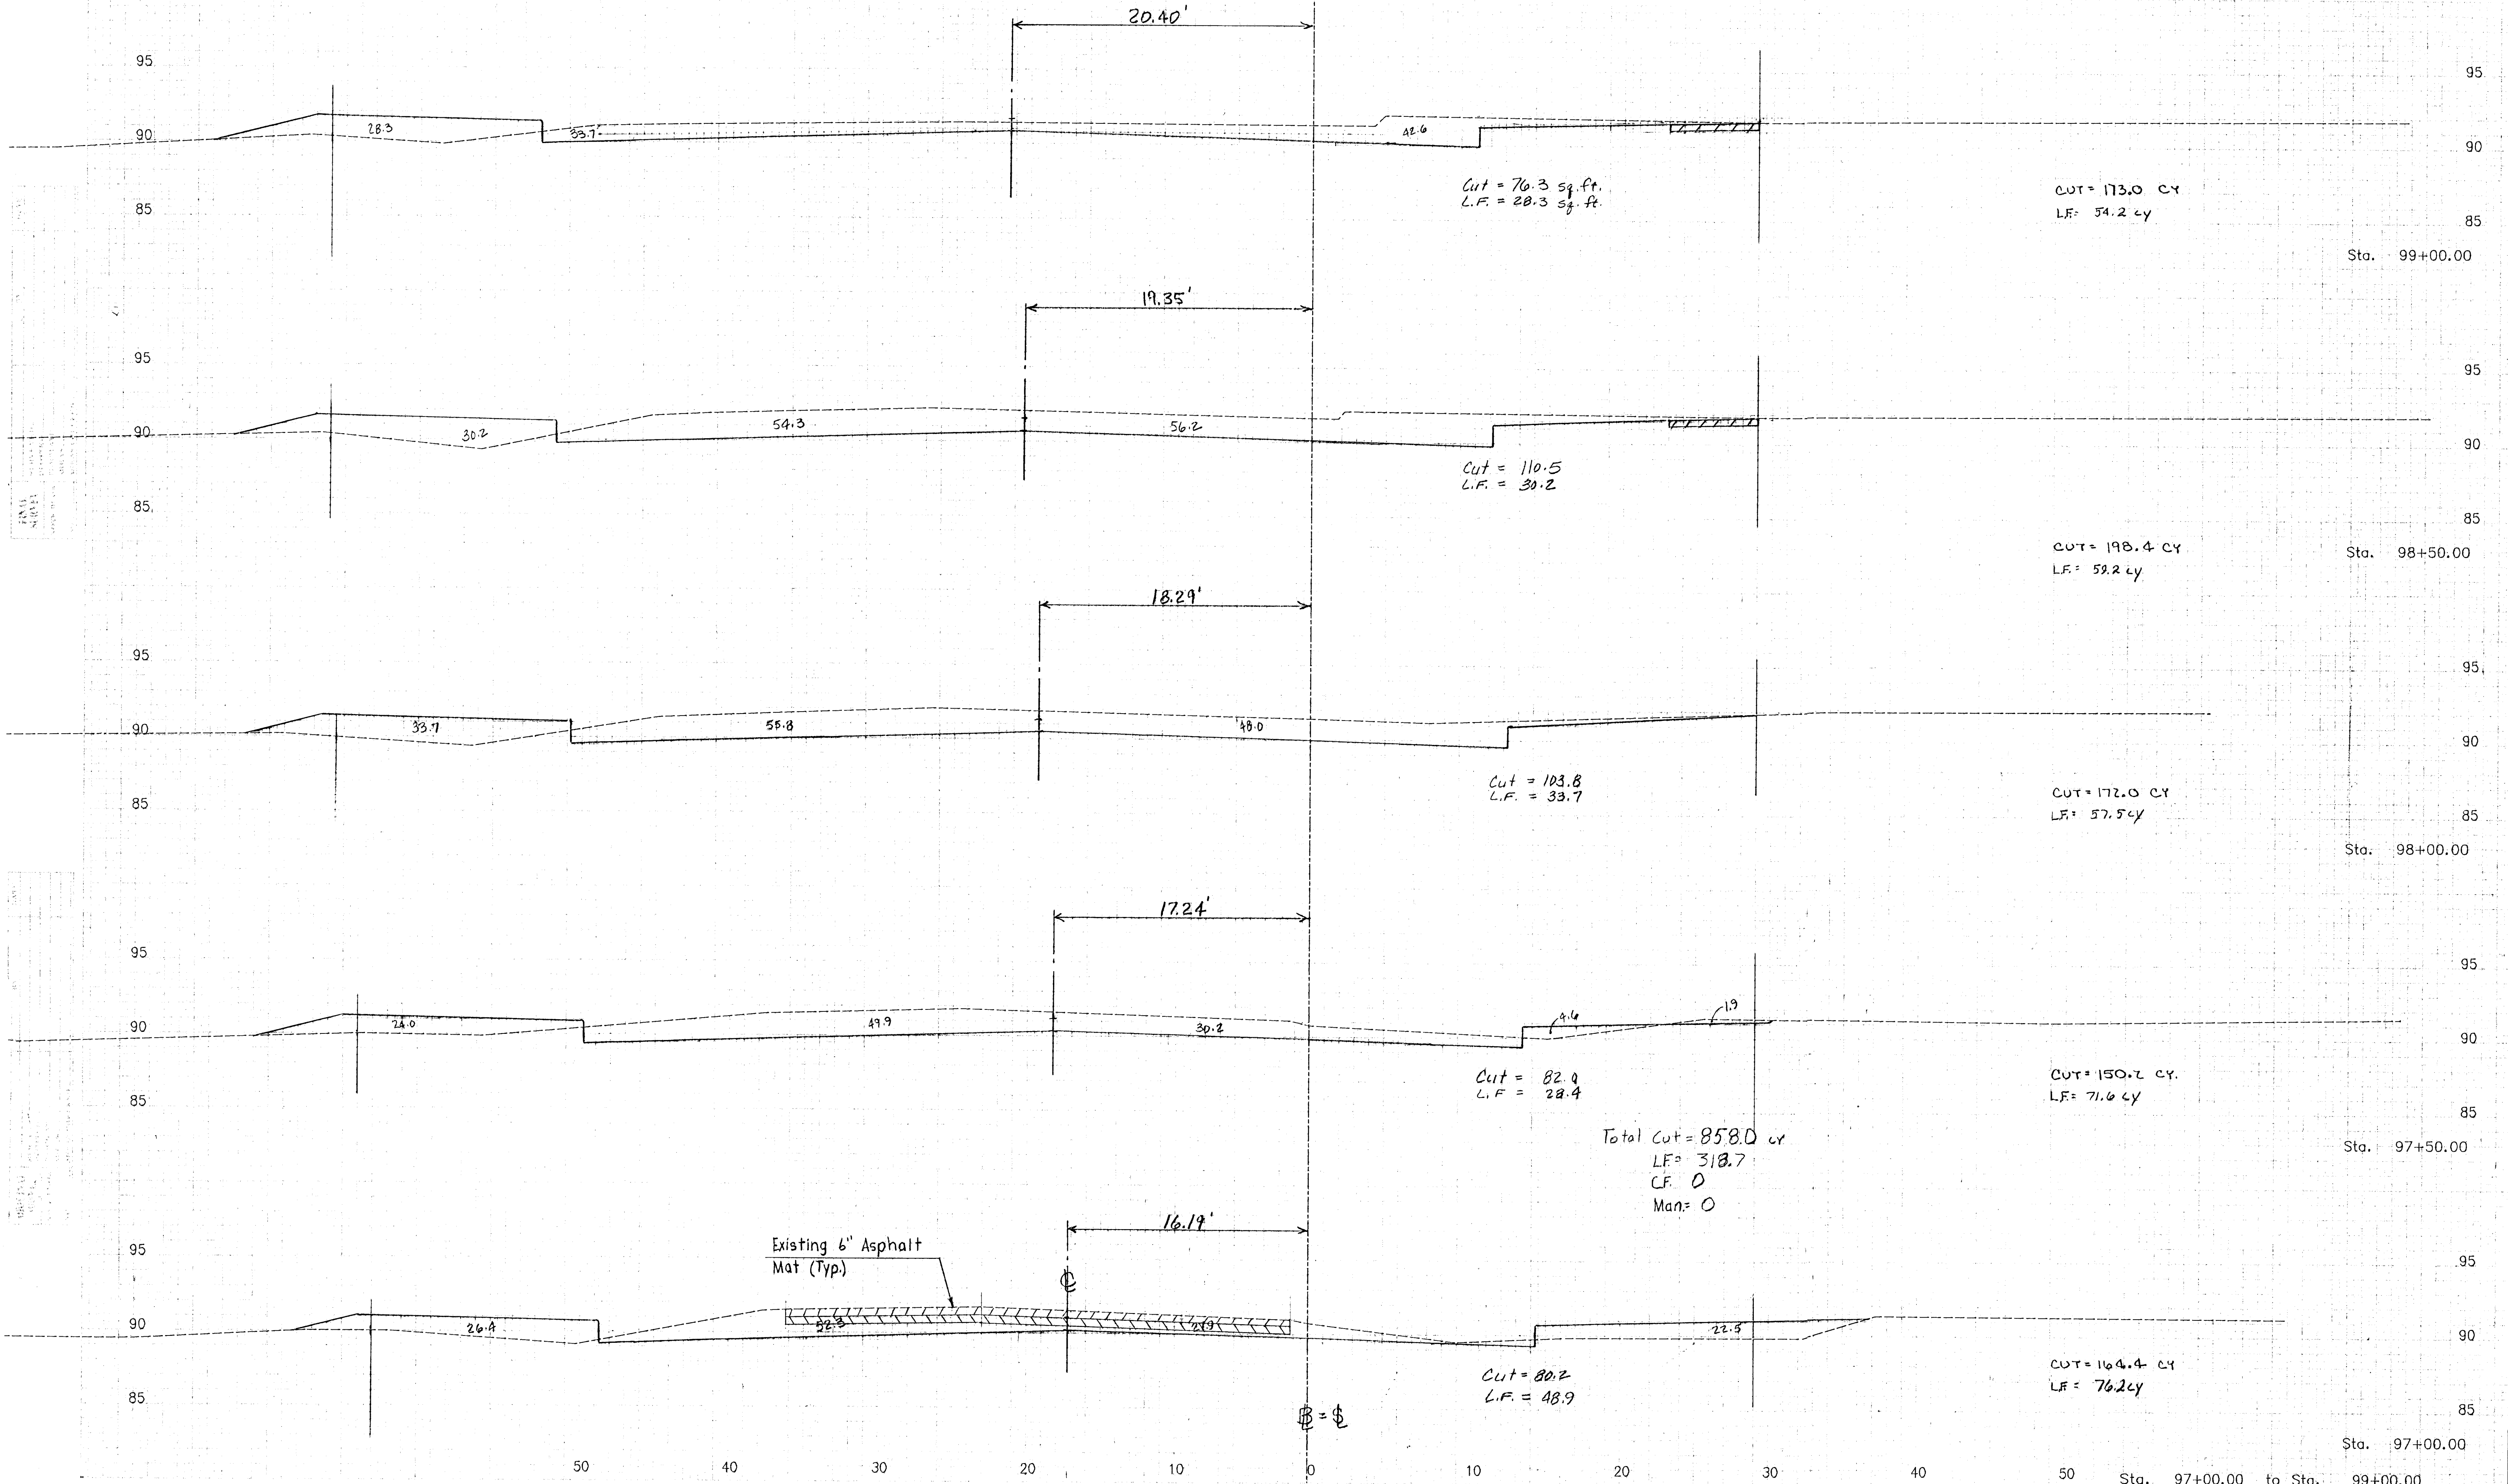 20.40'
95
95
90
28.3
33.7
42.6
90
Cut = 76.3 sq. ft.
L.F. = 28.3 sq. ft.
CUT = 173.0 CY
LF= 54.2 CY
85
85
Sta. 99+00.00
19.35'
95
95
90
30.2
54.3
56.2
90
Cut = 110.5
L.F. = 30.2
85
85
CUT= 198.4 CY
LF.= 59.2 CY
Sta. 98+50.00
18.29'
95
95
90
33.7
55.8
48.0
90
Cut = 103.8
L.F. = 33.7
CUT = 172.0 CY
LF.= 57.5 CY
85
85
Sta. 98+00.00
17.24'
95
95
90
24.0
49.9
30.2
4.6
1.9
90
Cut = 82.0
L.F = 28.4
CUT= 150.2 CY.
LF.= 71.6 CY
85
85
Total Cut = 858.0 CY
LF= 318.7
CF. 0
Man.= 0
Sta. 97+50.00
16.19'
Existing 6" Asphalt
Mat (Typ.)
95
95
90
26.4
52.3
22.5
90
Cut = 80.2
L.F. = 48.9
CUT = 164.4 CY
LF = 76.2 CY
85
85
Sta. 97+00.00
50 40 30 20 10 0 10 20 30 40 50
Sta. 97+00.00 to Sta. 99+00.00